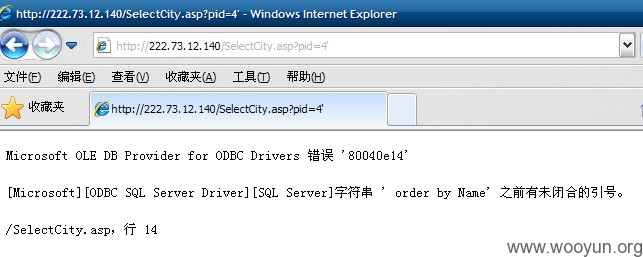 http://222.73.12.140/SelectCity.asp?pid=4' - Windows Internet Explorer
http://222.73.12.140/SelectCity.asp?pid=4'
文件(F) 编辑(E) 查看(V) 收藏夹(A) 工具(T) 帮助(H)
收藏夹 http://222.73.12.140/SelectCity.asp?pid=4'
Microsoft OLE DB Provider for ODBC Drivers 错误 '80040e14'
[Microsoft][ODBC SQL Server Driver][SQL Server]字符串 ' order by Name' 之前有未闭合的引号。
/SelectCity.asp，行 14
www.wooyun.org